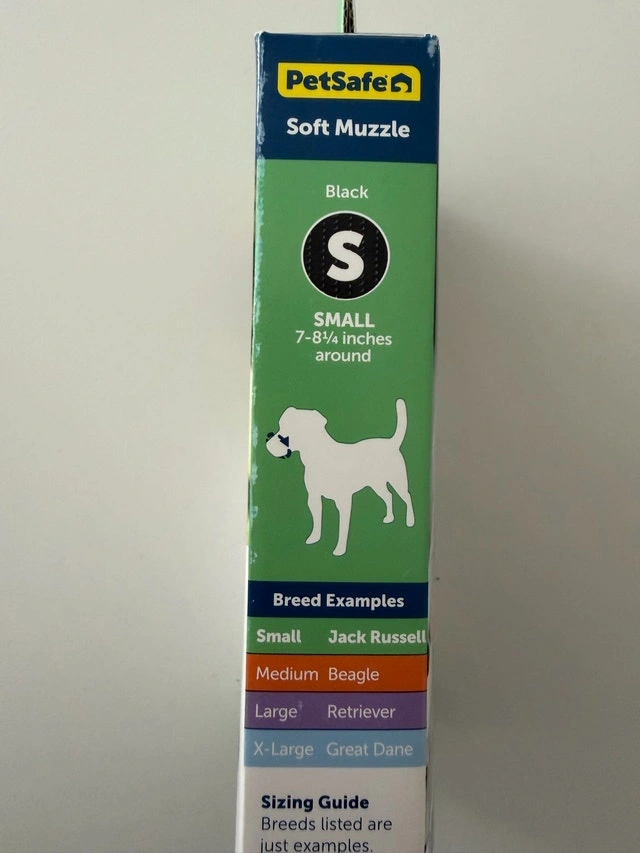 PetSafe
Soft Muzzle
Black
S
SMALL
7-8¼ inches
around
Breed Examples
Small Jack Russell
Medium Beagle
Large Retriever
X-Large Great Dane
Sizing Guide
Breeds listed are
just examples.